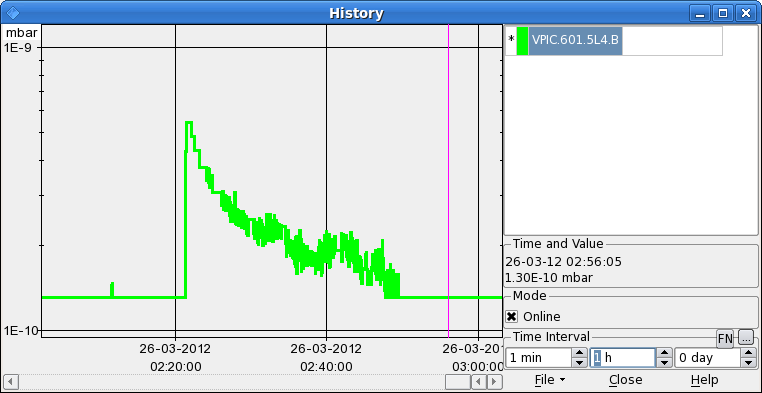 History
mbar
1E-9
1E-10
26-03-2012 26-03-2012 26-03-201
02:20:00 02:40:00 03:00:00
* VPIC.601.5L4.B
Time and Value
26-03-12 02:56:05
1.30E-10 mbar
Mode
Online
Time Interval FN ...
1 min 1 h 0 day
File Close Help